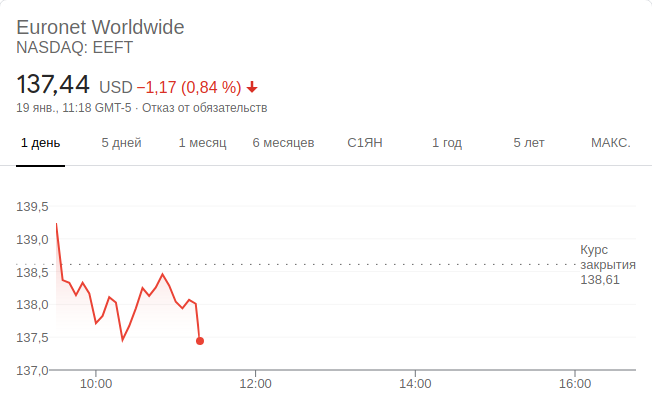 Euronet Worldwide
NASDAQ: EEFT
137,44 USD −1,17 (0,84 %)
19 янв., 11:18 GMT-5 · Отказ от обязательств
1 день 5 дней 1 месяц 6 месяцев С1ЯН 1 год 5 лет МАКС.
139,5
139,0
138,5
138,0
137,5
137,0
Курс
закрытия
138,61
10:00 12:00 14:00 16:00